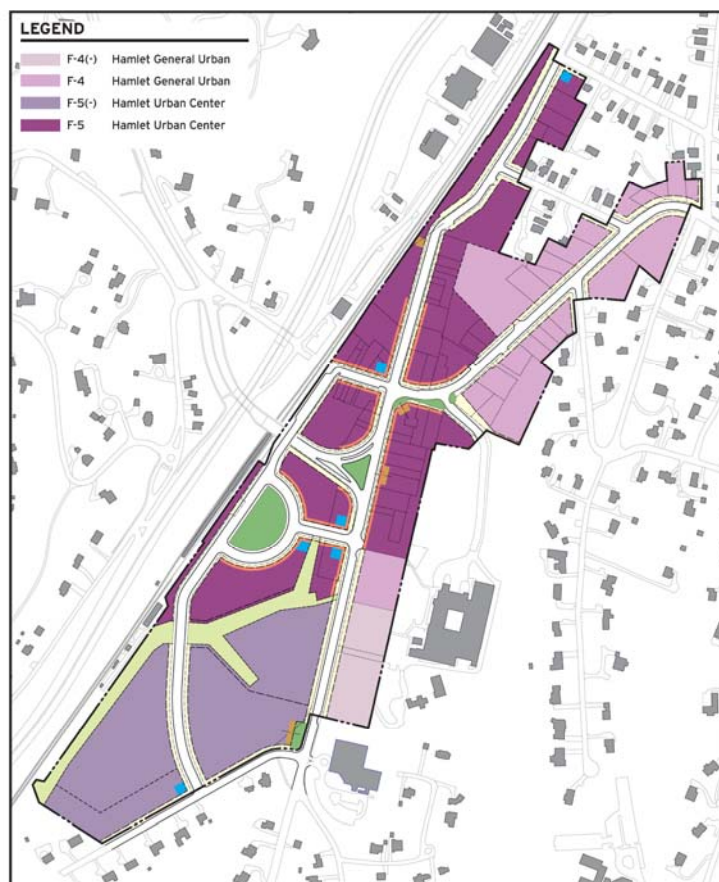 LEGEND
F-4(-) Hamlet General Urban
F-4 Hamlet General Urban
F-5(-) Hamlet Urban Center
F-5 Hamlet Urban Center